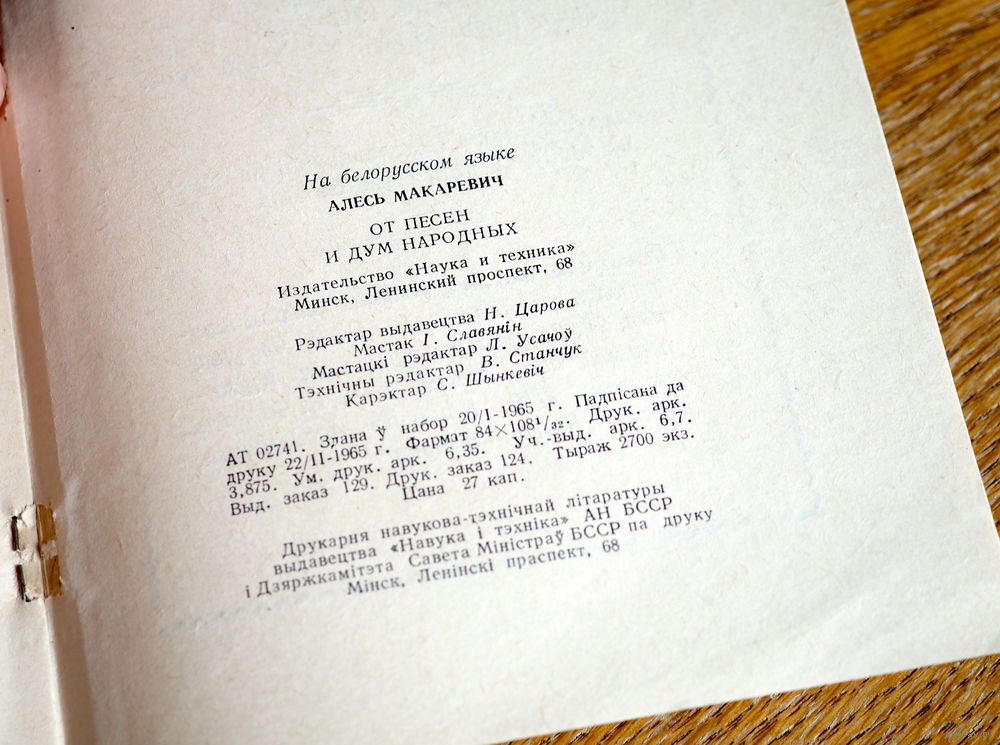 На белорусском языке
АЛЕСЬ МАКАРЕВИЧ
ОТ ПЕСЕН
И ДУМ НАРОДНЫХ
Издательство «Наука и техника»
Минск, Ленинский проспект, 68
Рэдактар выдавецтва Н. Царова
Мастак І. Славянін
Мастацкі рэдактар Л. Усачоў
Тэхнічны рэдактар В. Станчук
Карэктар С. Шынкевіч
АТ 02741. Здана ў набор 20/I-1965 г. Падпісана да
друку 22/II-1965 г. Фармат 84×108¹/₃₂. Друк. арк.
3,875. Ум. друк. арк. 6,35. Уч.-выд. арк. 6,7.
Выд. заказ 129. Друк. заказ 124. Тыраж 2700 экз.
Цана 27 кап.
Друкарня навукова-тэхнічнай літаратуры
выдавецтва «Навука і тэхніка» АН БССР
і Дзяржкамітэта Савета Міністраў БССР па друку
Мінск, Ленінскі праспект, 68